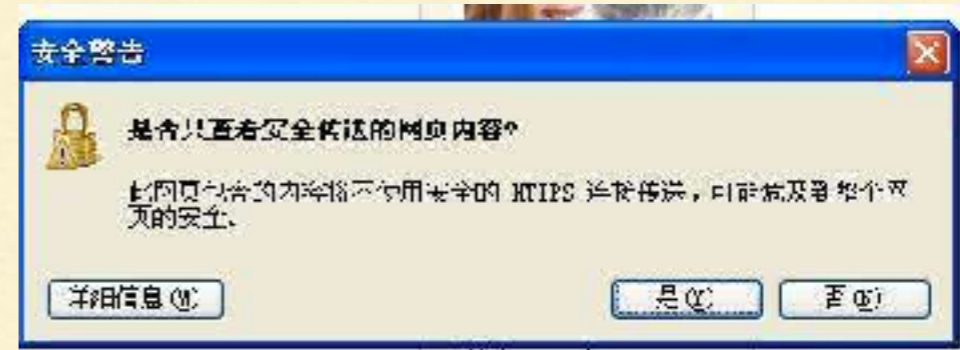 安全警告
是否只查看安全传送的网页内容?
此网页包含的内容将不使用安全的 HTTPS 连接传送，可能危及到整个网
页的安全。
详细信息(M)
是(Y)
否(N)